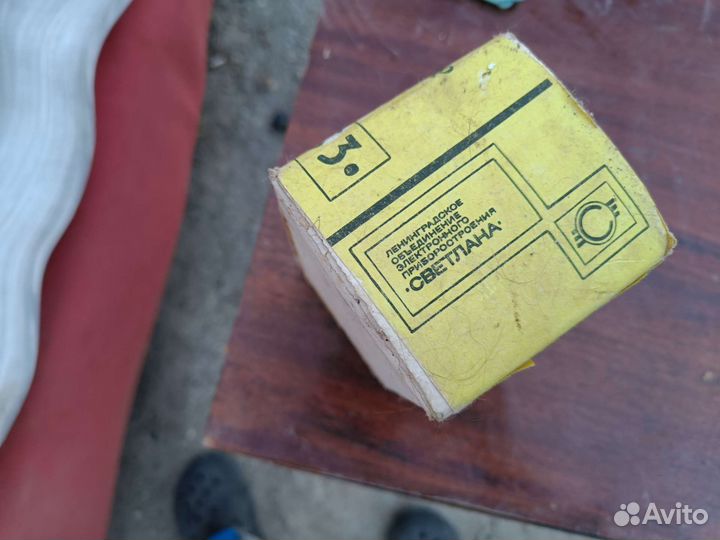 3.
ЛЕНИНГРАДСКОЕ
ОБЪЕДИНЕНИЕ
ЭЛЕКТРОННОГО
ПРИБОРОСТРОЕНИЯ
·СВЕТЛАНА·
Avito